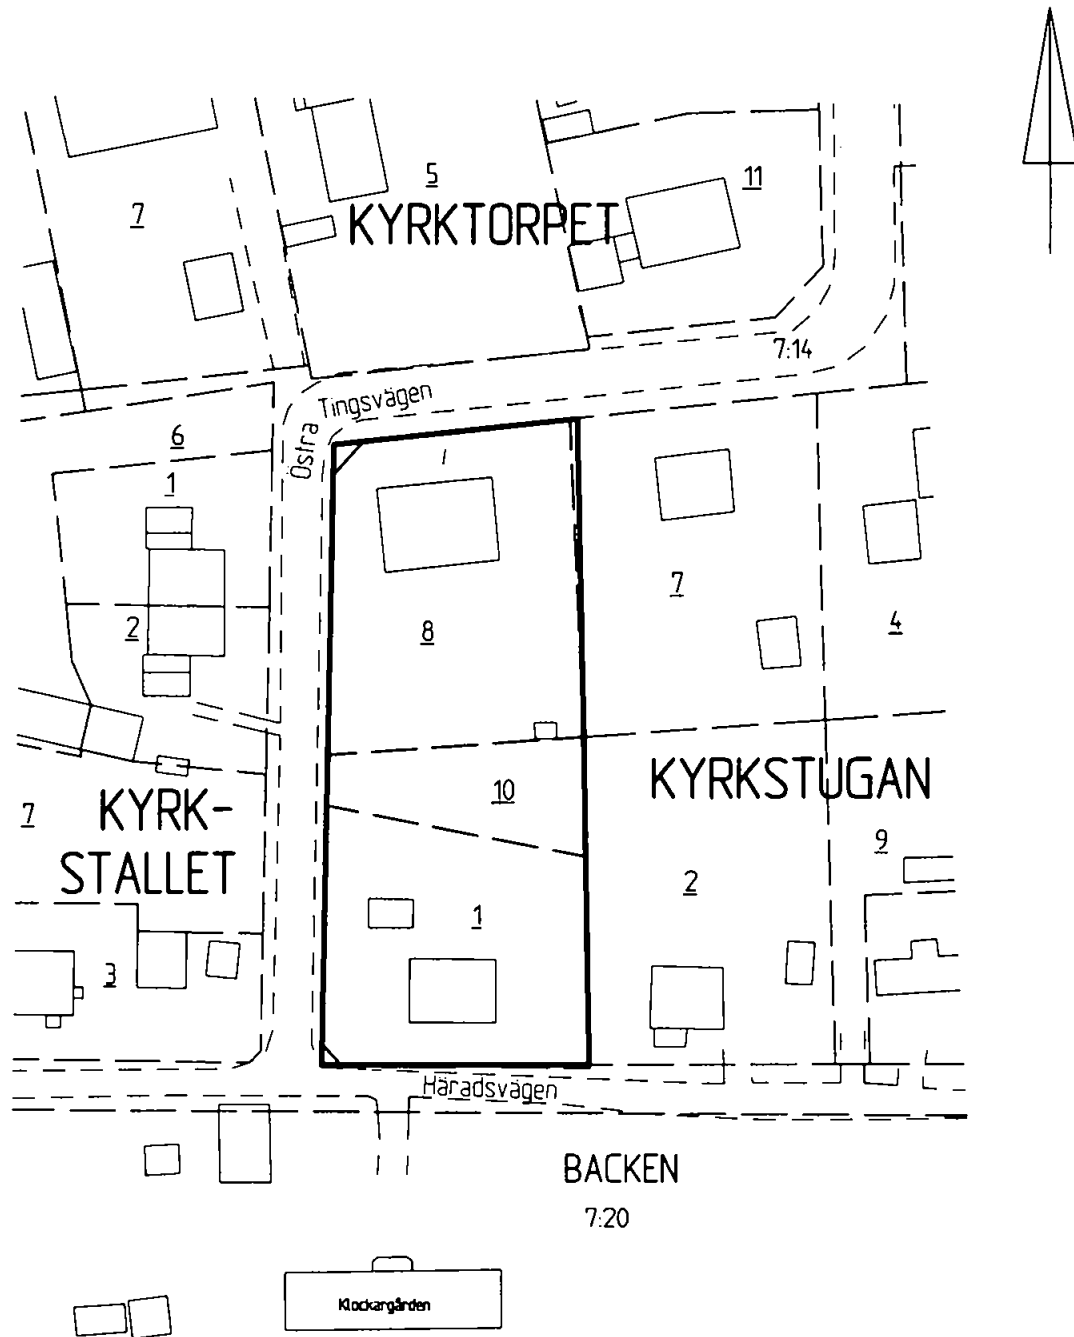 5
11
7
KYRKTORPET
7:14
Östra Tingsvägen
6
1
7
2
8
4
10
KYRKSTUGAN
7
KYRK-
STALLET
9
2
1
3
Häradsvägen
BACKEN
7:20
Klockargården